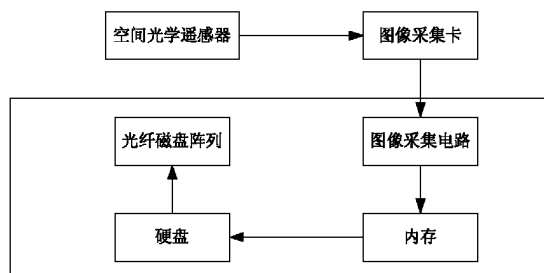 空间光学遥感器
图像采集卡
光纤磁盘阵列
图像采集电路
硬盘
内存